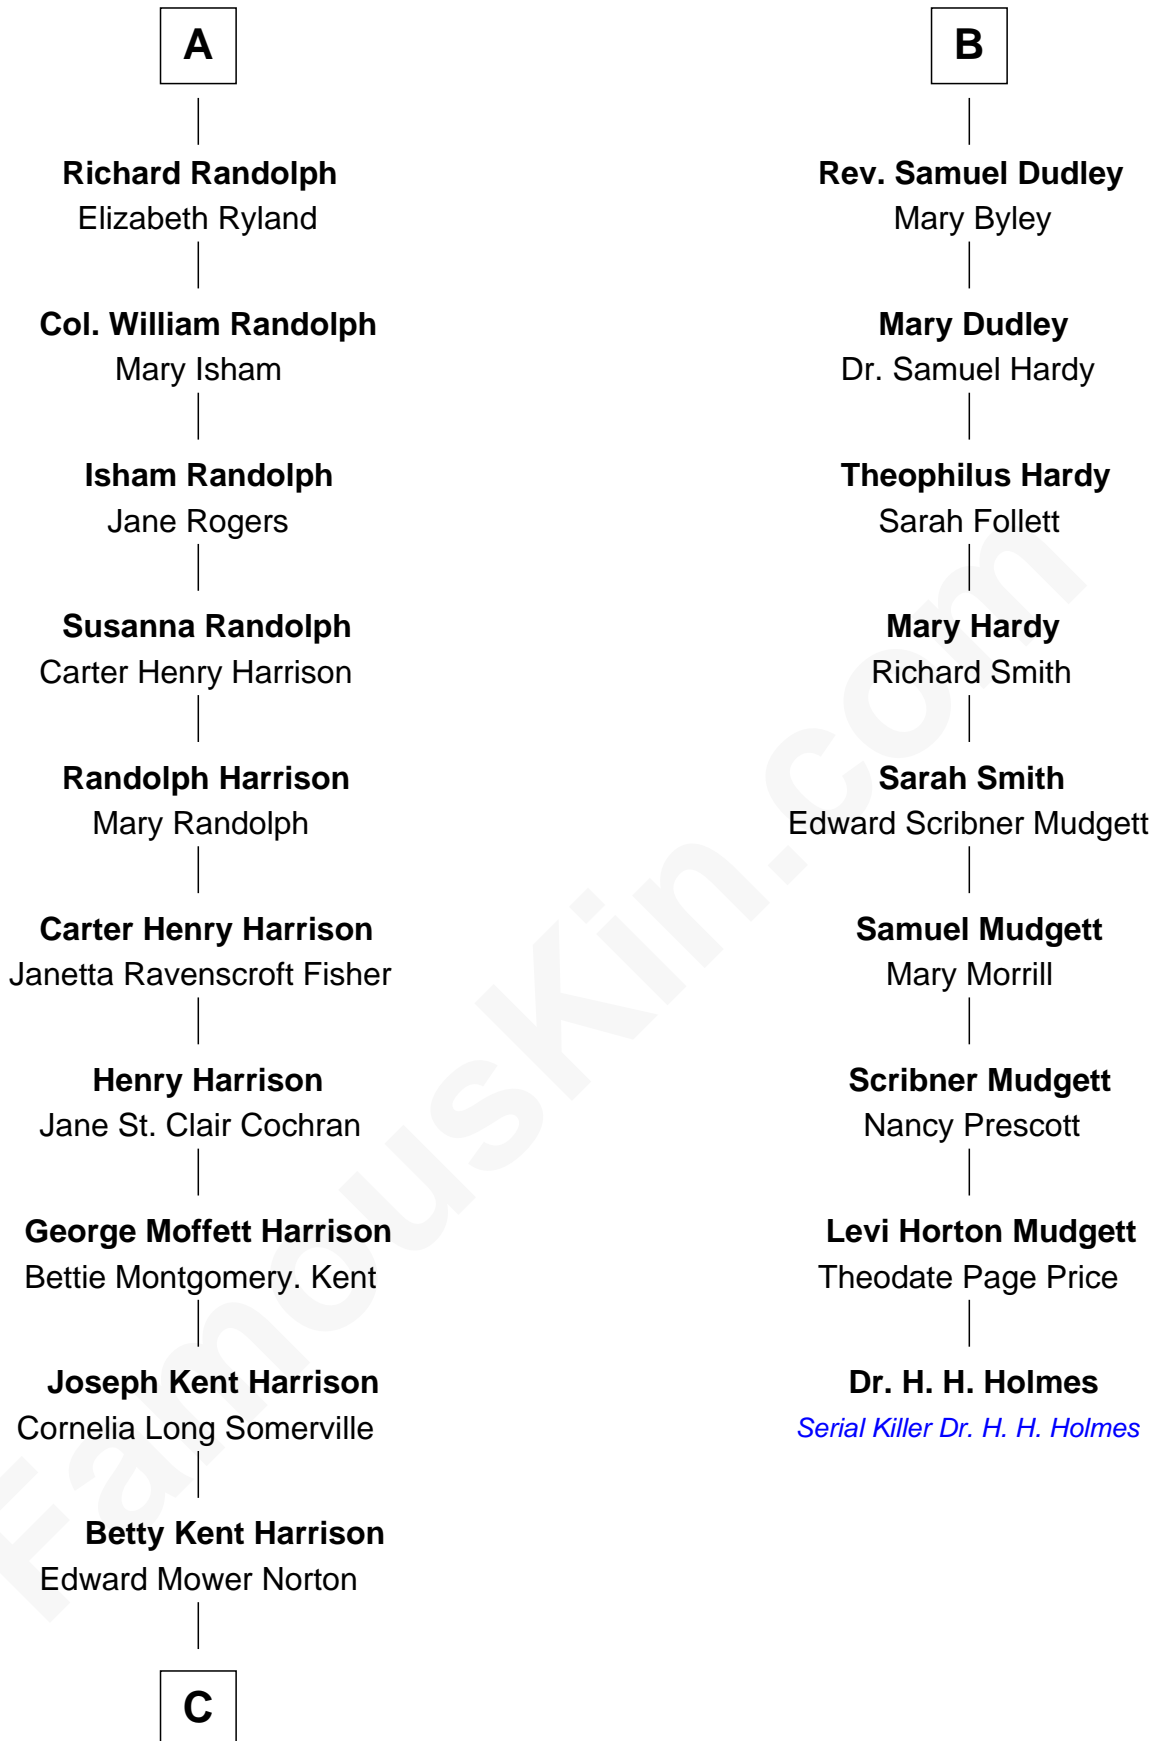 A
Richard Randolph
Elizabeth Ryland
Col. William Randolph
Mary Isham
Isham Randolph
Jane Rogers
Susanna Randolph
Carter Henry Harrison
Randolph Harrison
Mary Randolph
Carter Henry Harrison
Janetta Ravenscroft Fisher
Henry Harrison
Jane St. Clair Cochran
George Moffett Harrison
Bettie Montgomery. Kent
Joseph Kent Harrison
Cornelia Long Somerville
Betty Kent Harrison
Edward Mower Norton
C
B
Rev. Samuel Dudley
Mary Byley
Mary Dudley
Dr. Samuel Hardy
Theophilus Hardy
Sarah Follett
Mary Hardy
Richard Smith
Sarah Smith
Edward Scribner Mudgett
Samuel Mudgett
Mary Morrill
Scribner Mudgett
Nancy Prescott
Levi Horton Mudgett
Theodate Page Price
Dr. H. H. Holmes
Serial Killer Dr. H. H. Holmes
FamousKin.com